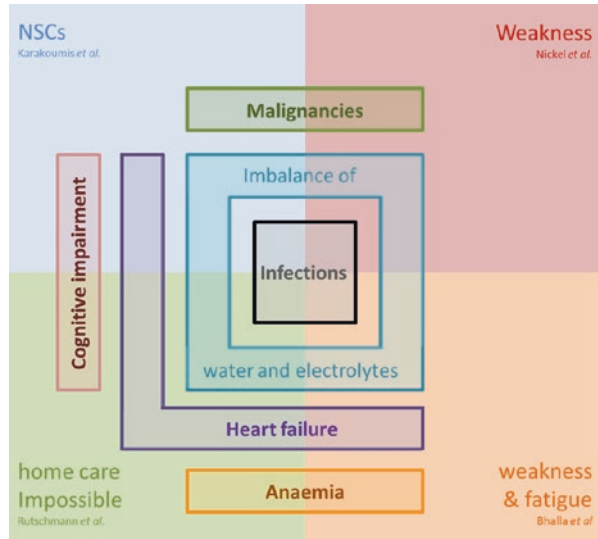 NSCs
Karakoumis et al.
Weakness
Nickel et al.
Malignancies
Imbalance of
Cognitive impairment
Infections
water and electrolytes
Heart failure
home care
Impossible
Rutschmann et al.
Anaemia
weakness
& fatigue
Bhalla et al